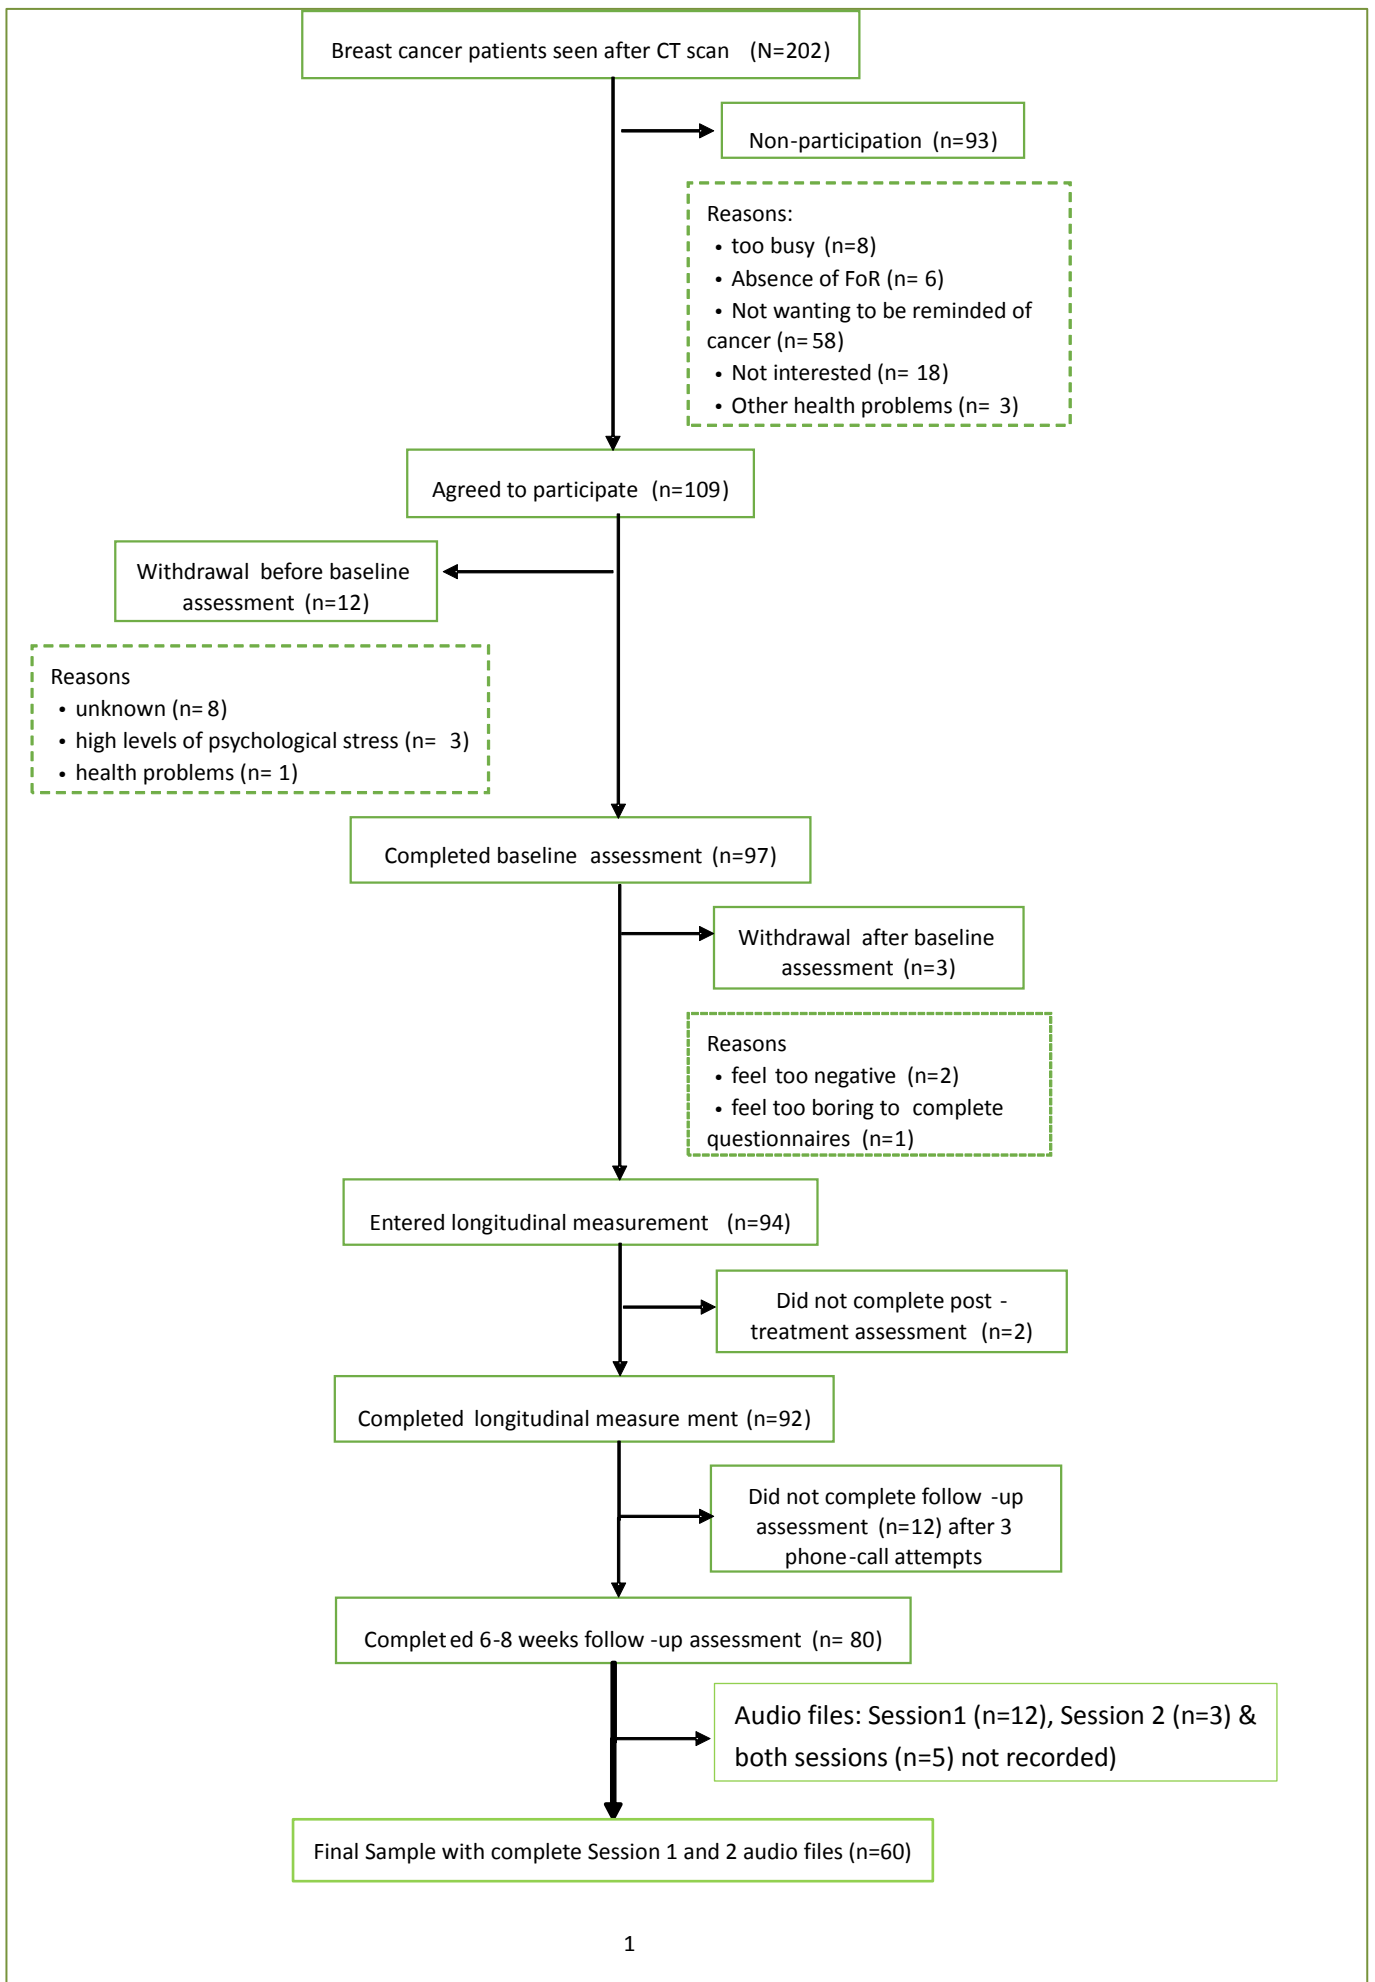 Breast cancer patients seen after CT scan (N=202)
Non-participation (n=93)
Reasons:
• too busy (n=8)
• Absence of FoR (n= 6)
• Not wanting to be reminded of
cancer (n= 58)
• Not interested (n= 18)
• Other health problems (n= 3)
Agreed to participate (n=109)
Withdrawal before baseline
assessment (n=12)
Reasons
• unknown (n= 8)
• high levels of psychological stress (n= 3)
• health problems (n= 1)
Completed baseline assessment (n=97)
Withdrawal after baseline
assessment (n=3)
Reasons
• feel too negative (n=2)
• feel too boring to complete
questionnaires (n=1)
Entered longitudinal measurement (n=94)
Did not complete post -
treatment assessment (n=2)
Completed longitudinal measure ment (n=92)
Did not complete follow -up
assessment (n=12) after 3
phone-call attempts
Completed 6-8 weeks follow -up assessment (n= 80)
Audio files: Session1 (n=12), Session 2 (n=3) &
both sessions (n=5) not recorded)
Final Sample with complete Session 1 and 2 audio files (n=60)
1